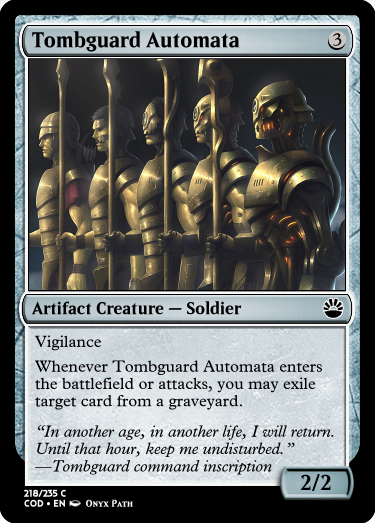 Tombguard Automata 3
Artifact Creature — Soldier
Vigilance
Whenever Tombguard Automata enters
the battlefield or attacks, you may exile
target card from a graveyard.
“In another age, in another life, I will return.
Until that hour, keep me undisturbed.”
—Tombguard command inscription
2/2
218/235 C
COD • EN Onyx Path